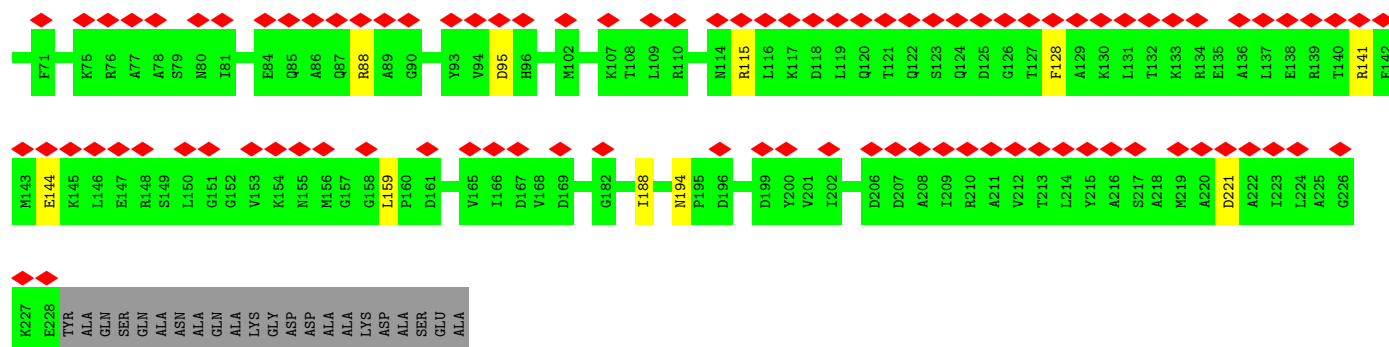 F71 K75 R76 A77 A78 S79 N80 I81 E84 Q85 A86 Q87 R88 A89 G90 Y93 V94 D95 H96 M102 K107 T108 L109 R110 N114 R115 L116 K117 D118 L119 Q120 T121 Q122 S123 Q124 D125 G126 T127 F128 A129 K130 L131 T132 K133 R134 E135 A136 L137 E138 R139 T140 R141 E142
M143 E144 K145 L146 E147 R148 S149 L150 G151 G152 V153 K154 N155 M156 G157 G158 L159 P160 D161 V165 I166 D167 V168 D169 G182 I188 N194 P195 D196 D199 Y200 V201 I202 D206 D207 A208 I209 R210 A211 V212 T213 L214 Y215 A216 S217 A218 M219 A220 D221 A222 I223 L224 A225 G226
K227 E228 TYR ALA GLN SER GLN ALA ASN ALA GLN ALA LYS GLY ASP ASP ALA ALA LYS ASP ALA SER GLU ALA